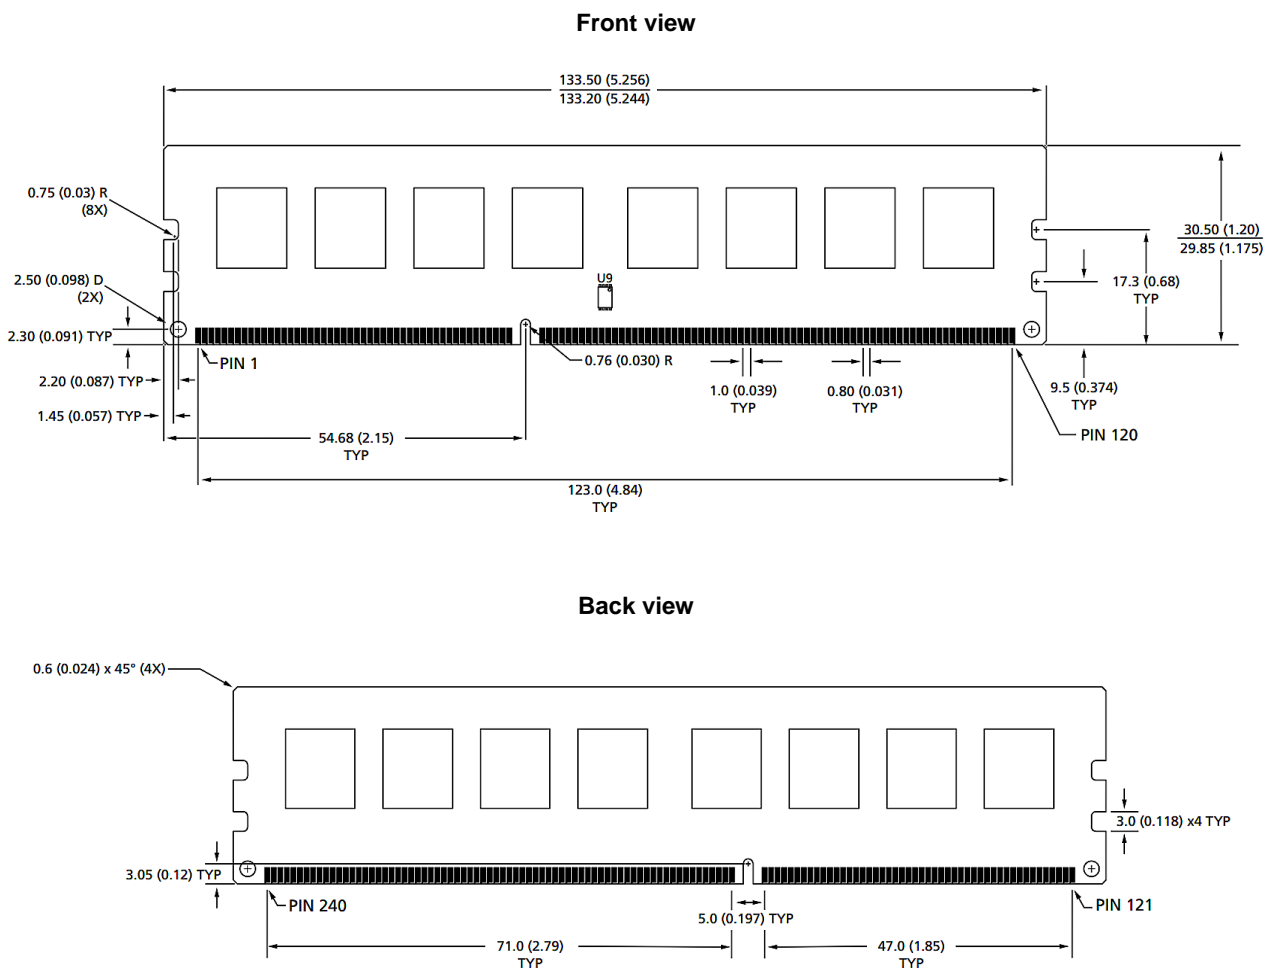 Front view
133.50 (5.256)
133.20 (5.244)
0.75 (0.03) R
(8X)
30.50 (1.20)
29.85 (1.175)
2.50 (0.098) D
(2X)
U9
17.3 (0.68)
TYP
2.30 (0.091) TYP
PIN 1
0.76 (0.030) R
2.20 (0.087) TYP
1.0 (0.039)
TYP
0.80 (0.031)
TYP
9.5 (0.374)
TYP
1.45 (0.057) TYP
PIN 120
54.68 (2.15)
TYP
123.0 (4.84)
TYP
Back view
0.6 (0.024) x 45° (4X)
3.0 (0.118) x4 TYP
3.05 (0.12) TYP
PIN 240
PIN 121
5.0 (0.197) TYP
71.0 (2.79)
TYP
47.0 (1.85)
TYP